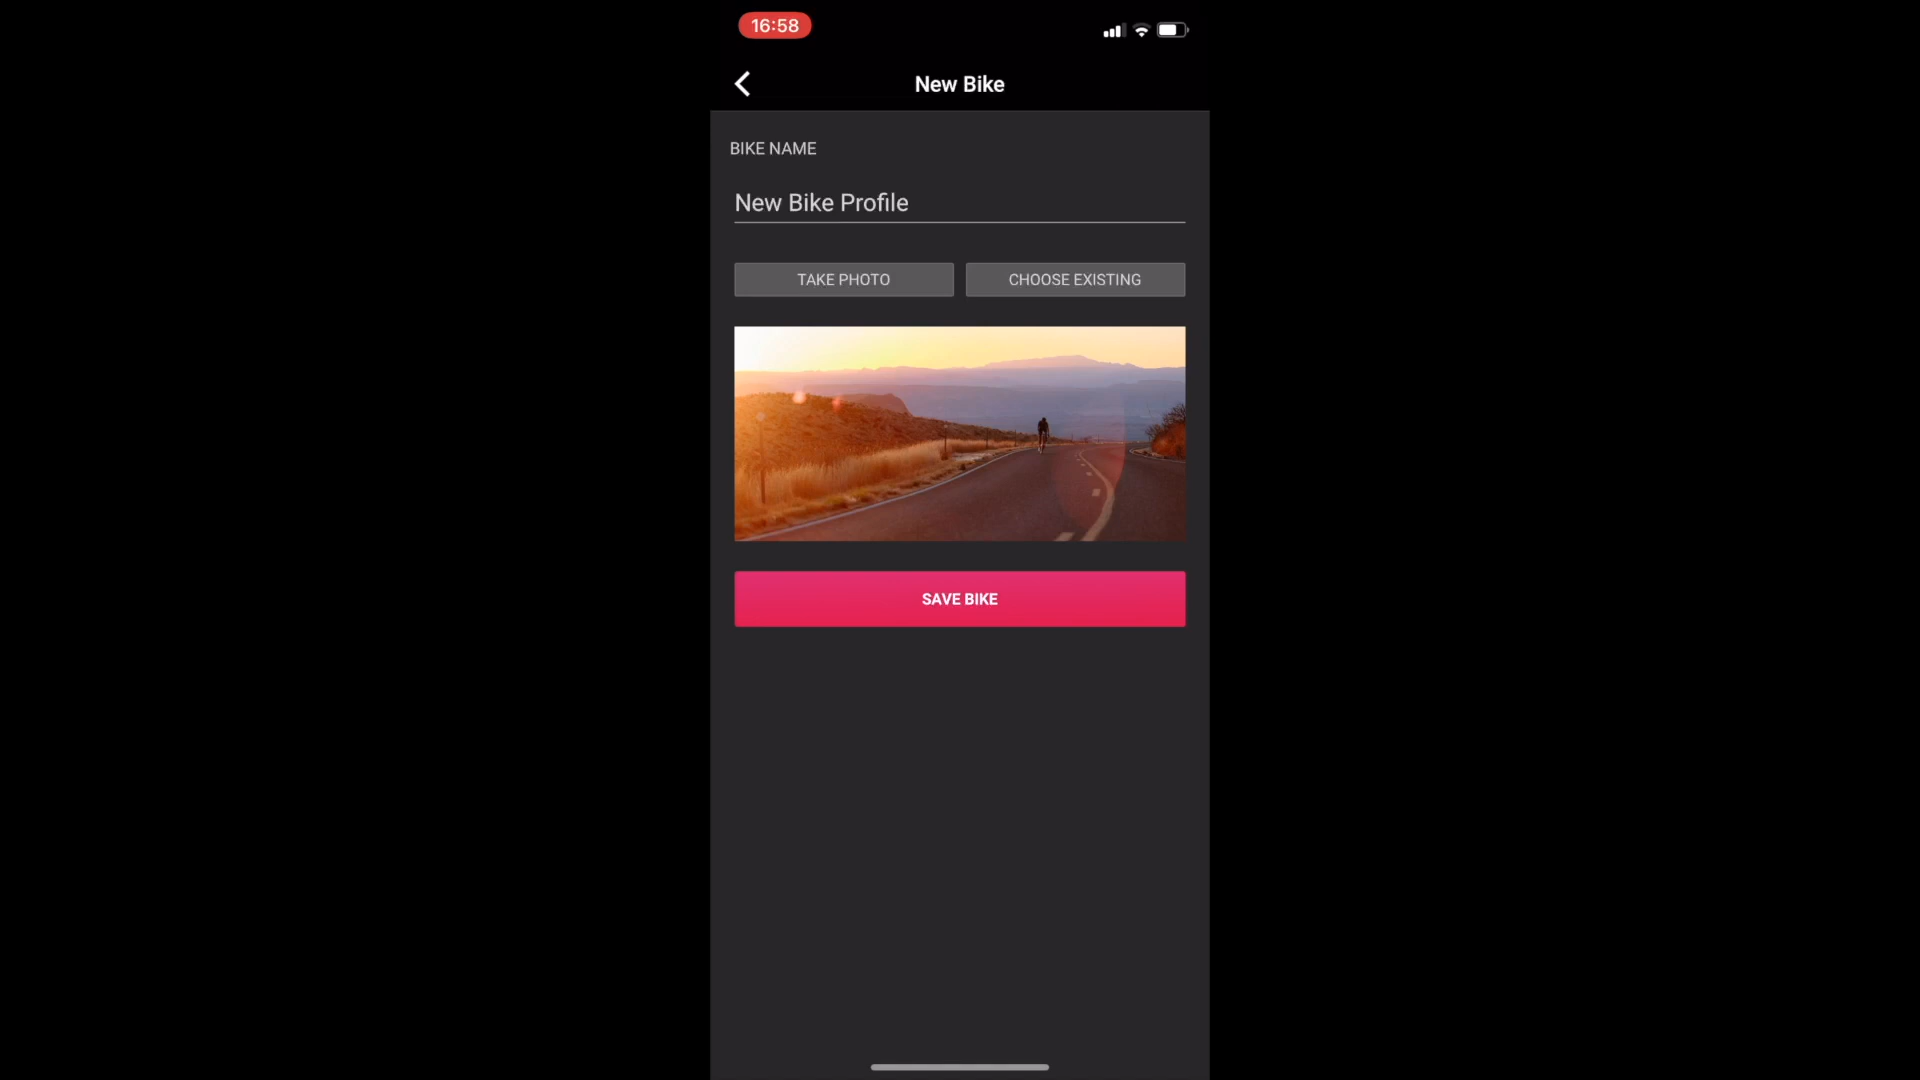 16:58
New Bike
BIKE NAME
New Bike Profile
TAKE PHOTO
CHOOSE EXISTING
SAVE BIKE